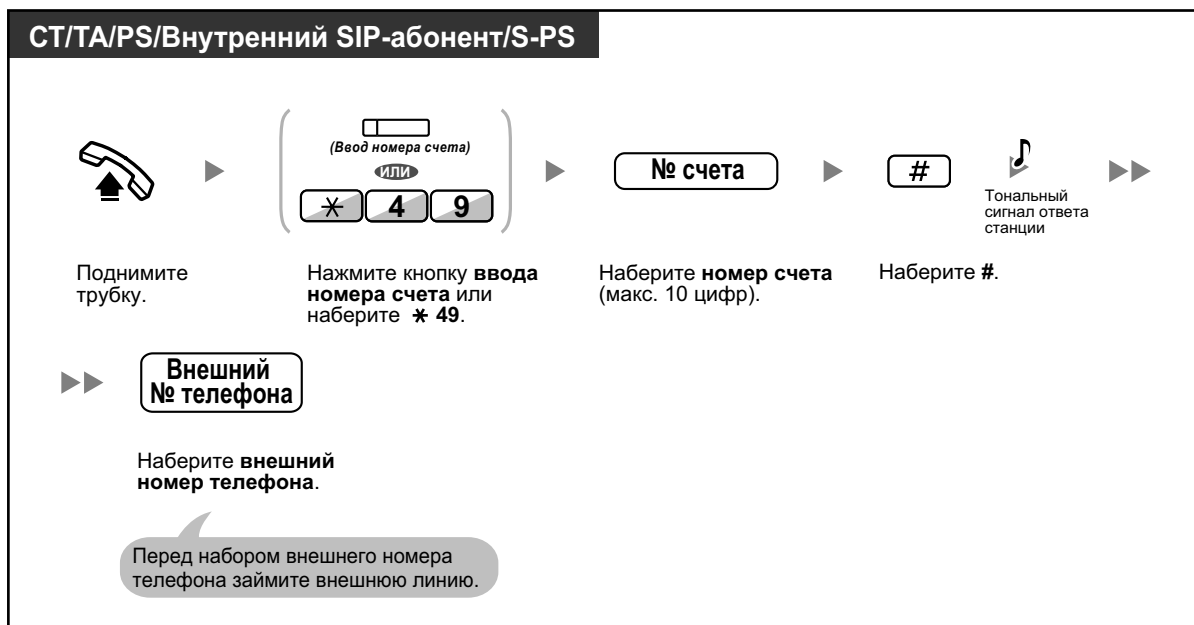 СТ/ТА/PS/Внутренний SIP-абонент/S-PS
(Ввод номера счета)
ИЛИ
* 4 9
№ счета
#
Тональный
сигнал ответа
станции
Поднимите
трубку.
Нажмите кнопку ввода
номера счета или
наберите * 49.
Наберите номер счета
(макс. 10 цифр).
Наберите #.
Внешний
№ телефона
Наберите внешний
номер телефона.
Перед набором внешнего номера
телефона займите внешнюю линию.